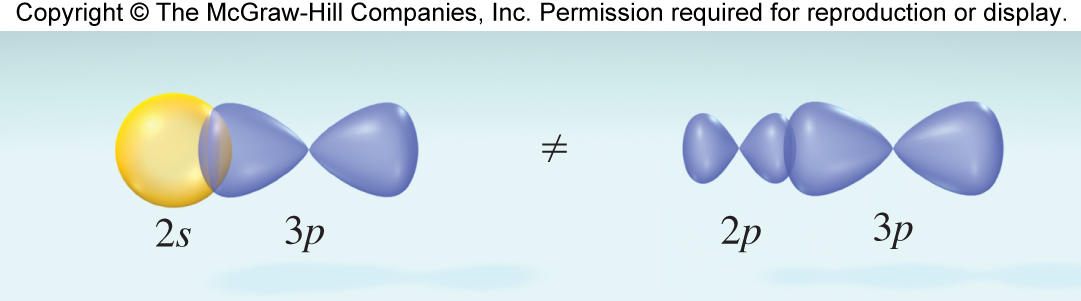 Copyright © The McGraw-Hill Companies, Inc. Permission required for reproduction or display.
≠
2s 3p 2p 3p